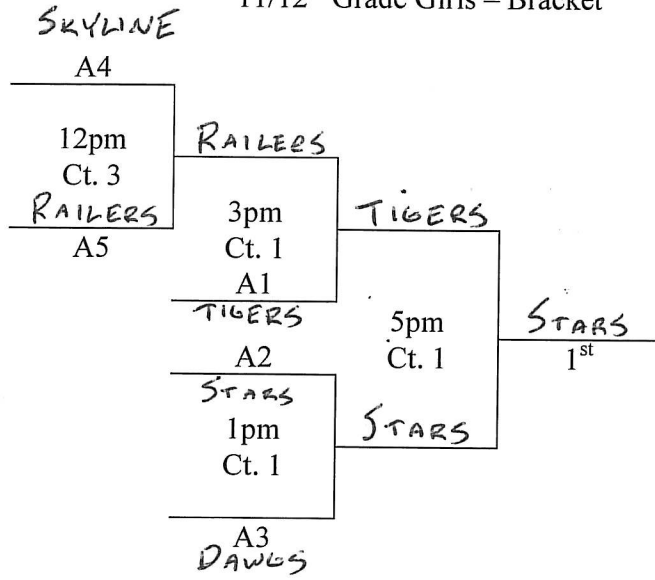 11/12 Grade Girls – Bracket
SKYLINE
A4
12pm
Ct. 3
RAILERS
A5
RAILERS
3pm
Ct. 1
A1
TIGERS
TIGERS
A2
STARS
1pm
Ct. 1
A3
DAWGS
STARS
5pm
Ct. 1
STARS
1st